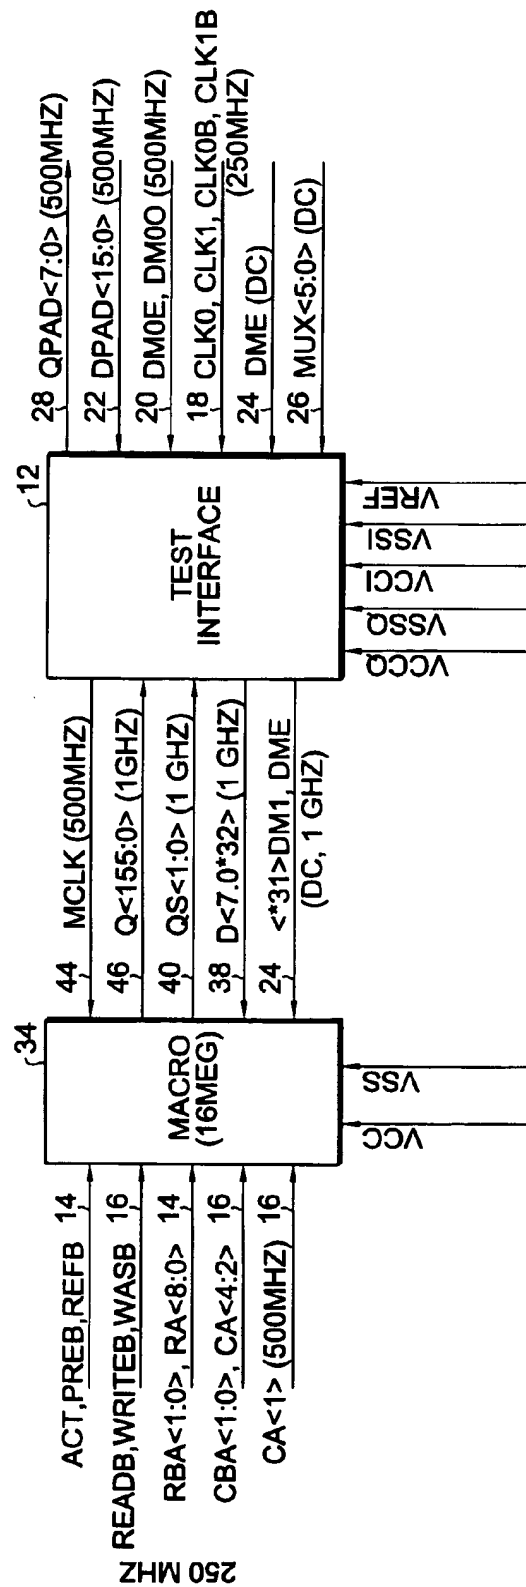 250 MHZ
ACT,PREB,REFB 14
READB,WRITEB,WASB 16
RBA<1:0>, RA<8:0> 14
CBA<1:0>, CA<4:2> 16
CA<1> (500MHZ) 16
34
MACRO
(16MEG)
VCC
VSS
44 MCLK (500MHZ)
46 Q<155:0> (1GHZ)
40 QS<1:0> (1 GHZ)
38 D<7.0*32> (1 GHZ)
24 <*31>DM1, DME
(DC, 1 GHZ)
12
TEST
INTERFACE
VCCQ
VSSQ
VCCI
VSSI
VREF
28 QPAD<7:0> (500MHZ)
22 DPAD<15:0> (500MHZ)
20 DM0E, DM0O (500MHZ)
18 CLK0, CLK1, CLK0B, CLK1B
(250MHZ)
24 DME (DC)
26 MUX<5:0> (DC)